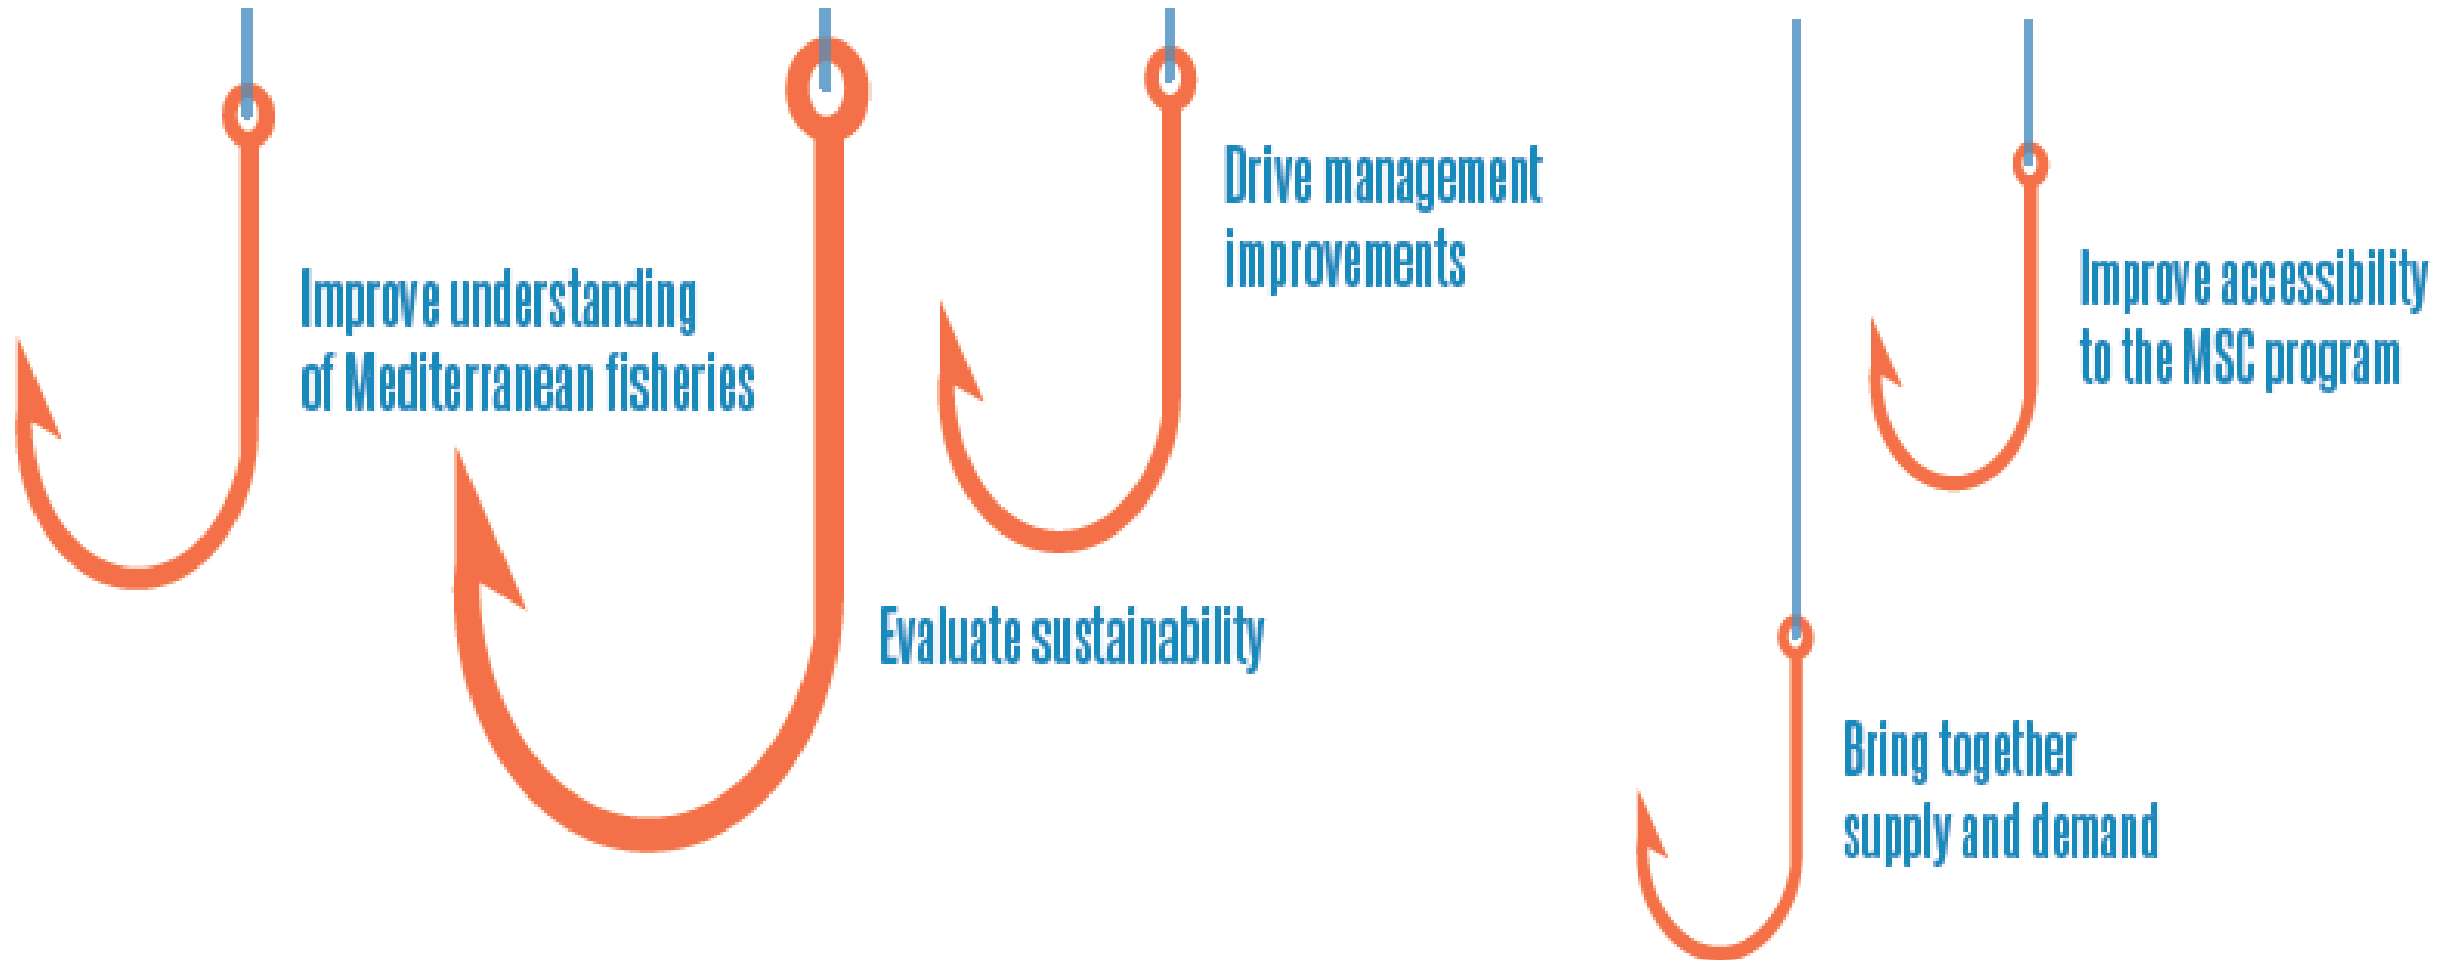 Improve understanding
of Mediterranean fisheries
Evaluate sustainability
Drive management
improvements
Bring together
supply and demand
Improve accessibility
to the MSC program